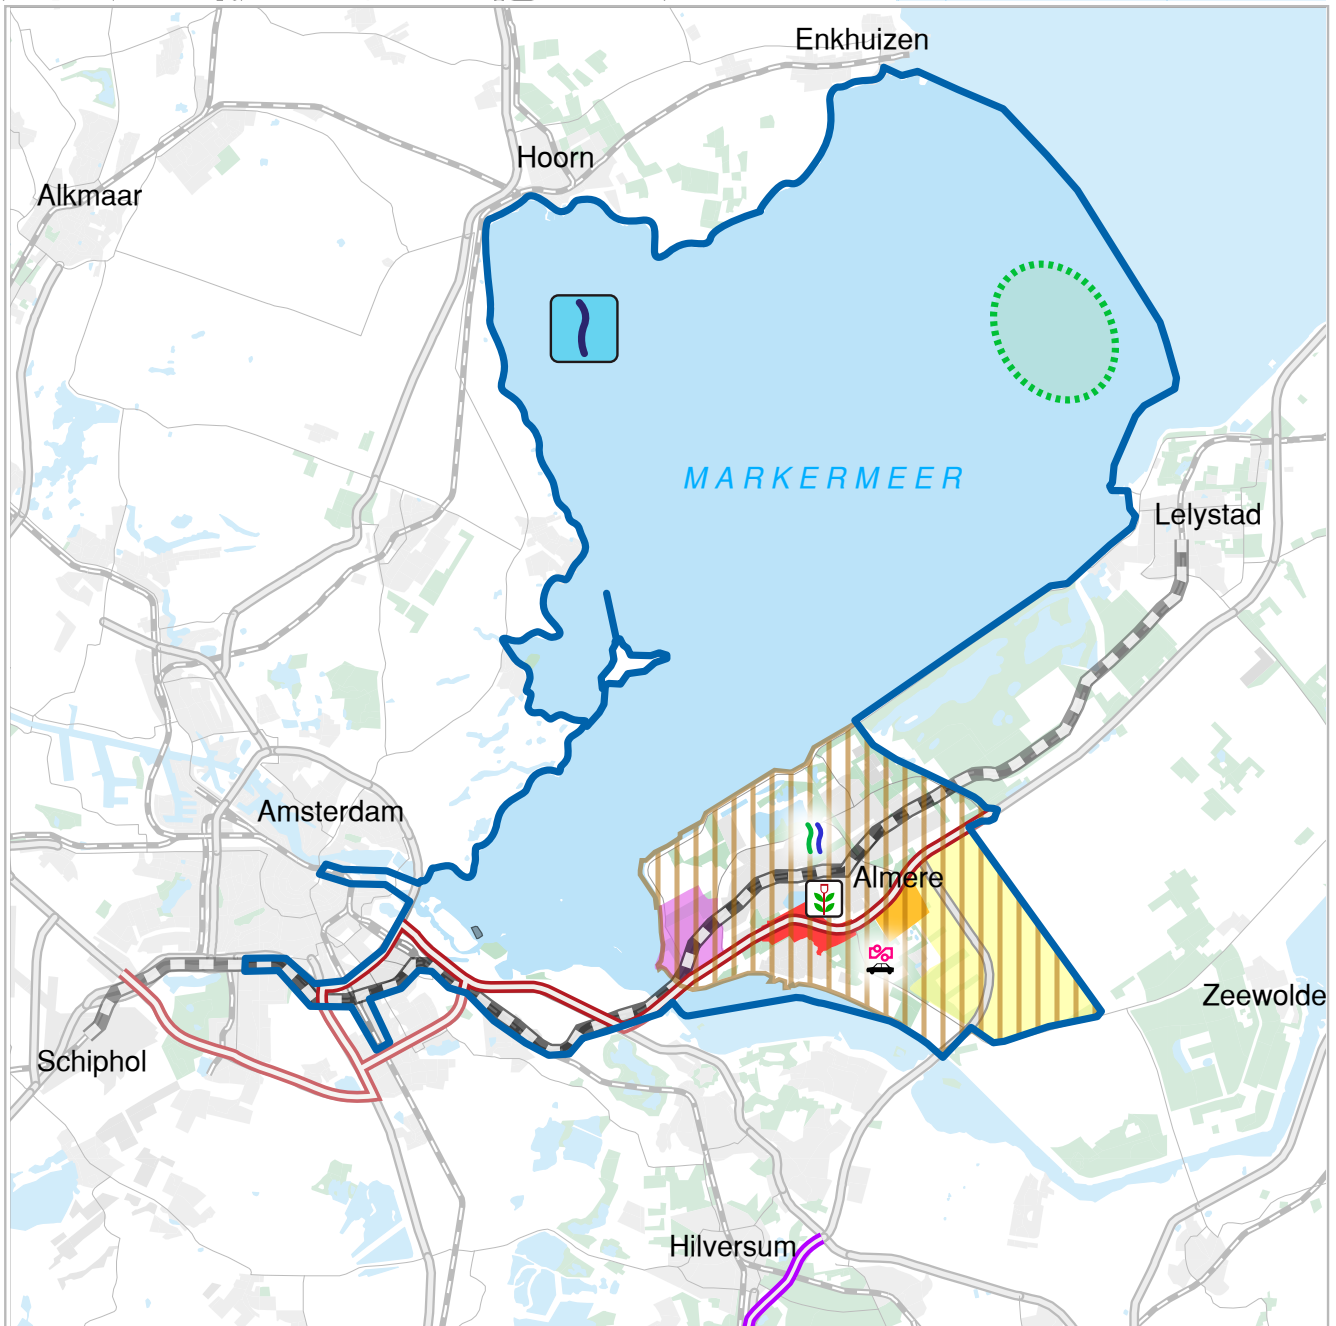 Enkhuizen
Hoorn
Alkmaar
MARKERMEER
Lelystad
Amsterdam
Almere
Zeewolde
Schiphol
Hilversum